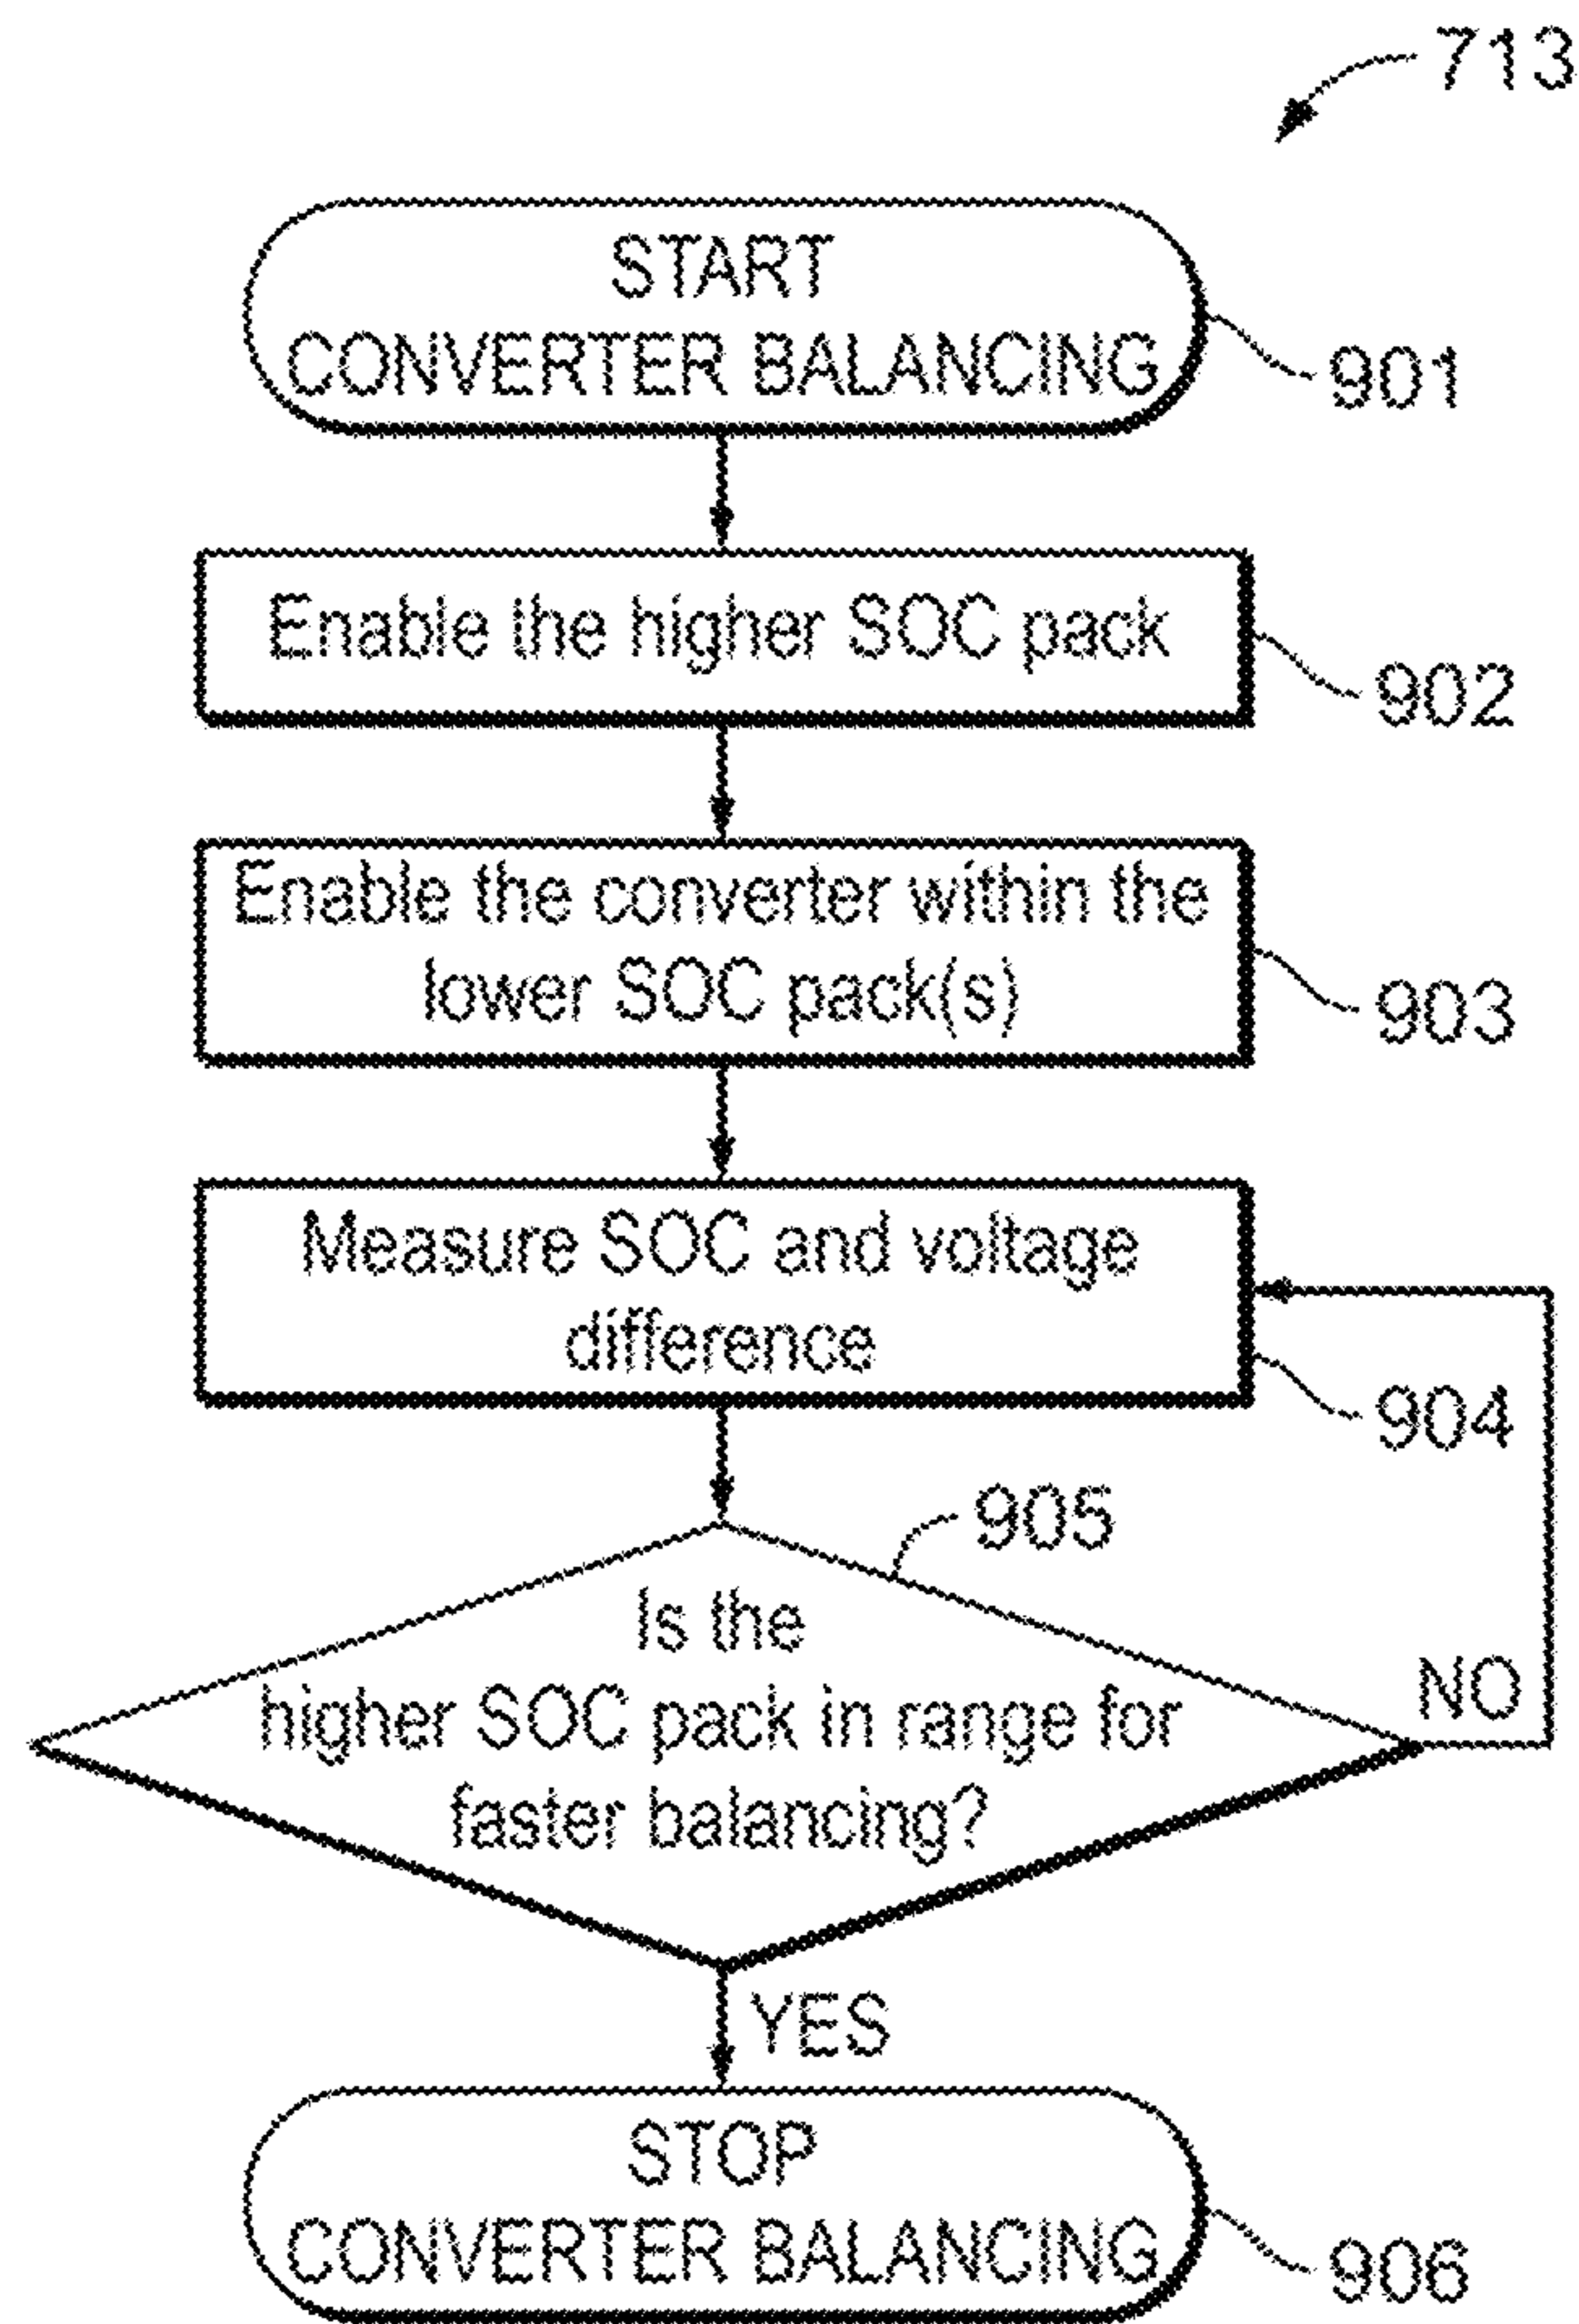 713
START
CONVERTER BALANCING
901
Enable the higher SOC pack
902
Enable the converter within the
lower SOC pack(s)
903
Measure SOC and voltage
difference
904
905
Is the
higher SOC pack in range for
faster balancing?
NO
YES
STOP
CONVERTER BALANCING
906